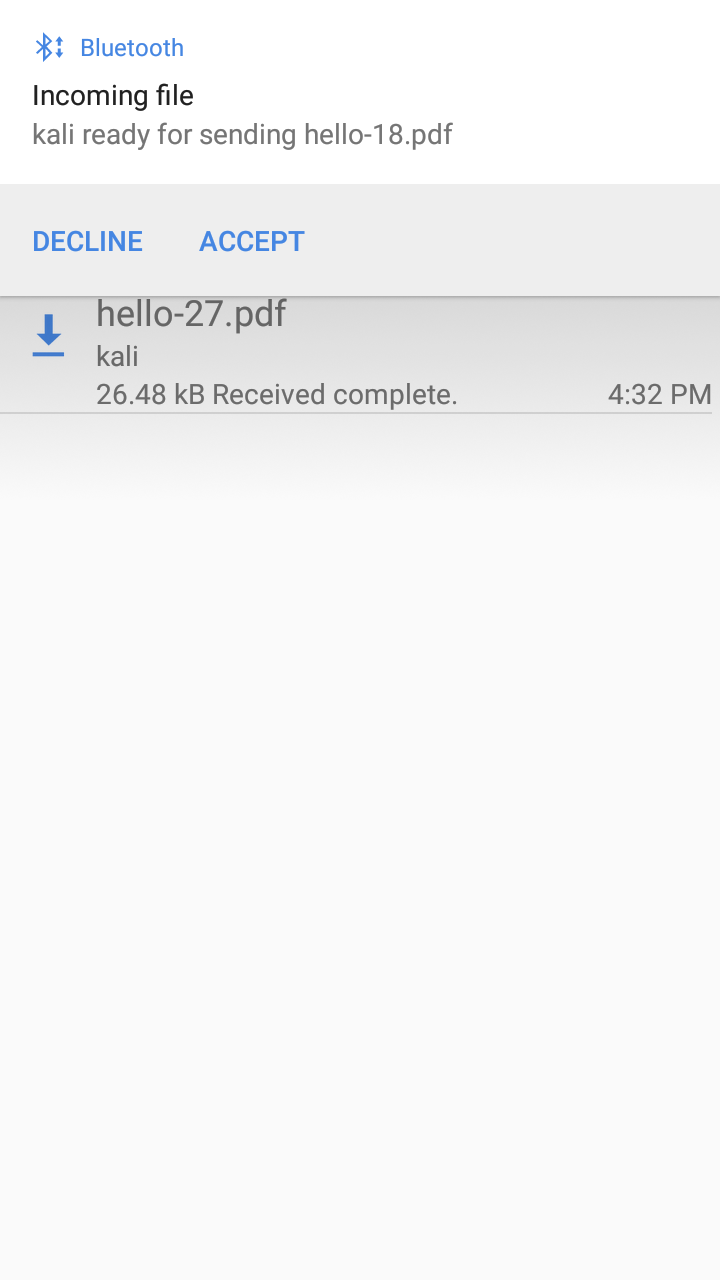 Bluetooth
Incoming file
kali ready for sending hello-18.pdf
DECLINE ACCEPT
hello-27.pdf
kali
26.48 kB Received complete. 4:32 PM